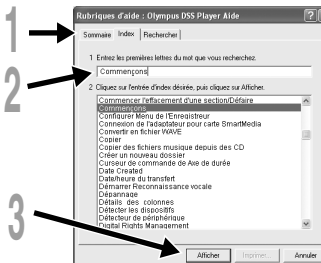 Rubriques d'aide : Olympus DSS Player Aide
1
Sommaire Index Rechercher
1 Entrez les premières lettres du mot que vous recherchez.
2
Commençons
2 Cliquez sur l'entrée d'index désirée, puis cliquez sur Afficher.
Commencer l'effacement d'une section/Défaire
Commençons
Configurer Menu de l'Enregistreur
Connexion de l'adaptateur pour carte SmartMedia
Convertir en fichier WAVE
Copier
Copier des fichiers musique depuis des CD
Créer un nouveau dossier
Curseur de commande de Axe de durée
Date Created
Date/heure du transfert
Démarrer Reconnaissance vocale
Dépannage
Détails des colonnes
Détecter les dispositifs
Détecteur de périphérique
Digital Rights Management
3
Afficher Imprimer... Annuler